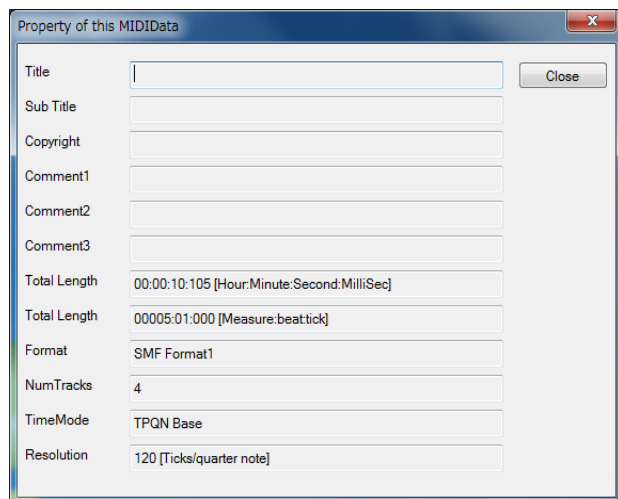 Property of this MIDIData
Title
Close
Sub Title
Copyright
Comment1
Comment2
Comment3
Total Length 00:00:10:105 [Hour:Minute:Second:MilliSec]
Total Length 00005:01:000 [Measure:beat:tick]
Format SMF Format1
NumTracks 4
TimeMode TPQN Base
Resolution 120 [Ticks/quarter note]